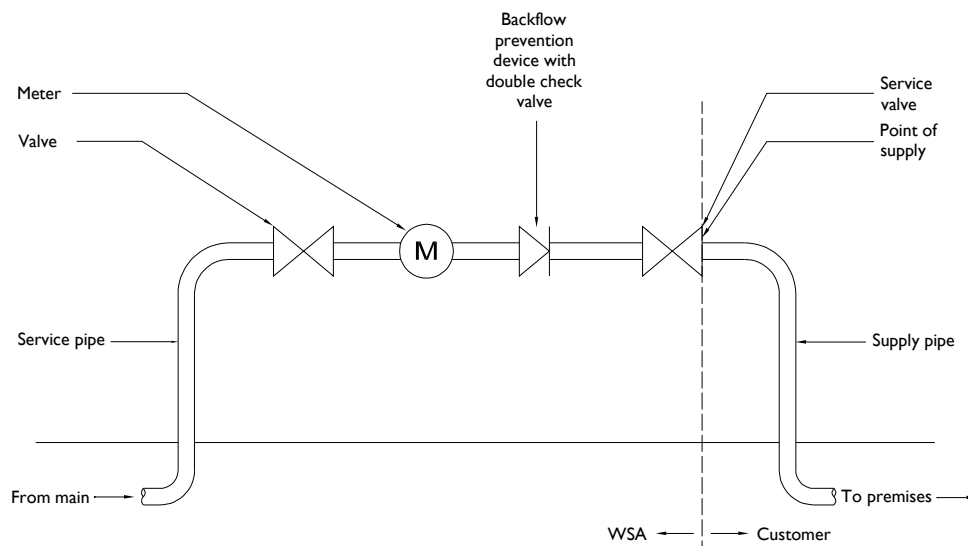 Backflow
prevention
device with
double check
valve
Meter
Valve
Service
valve
Point of
supply
M
Service pipe
Supply pipe
From main
To premises
WSA
Customer